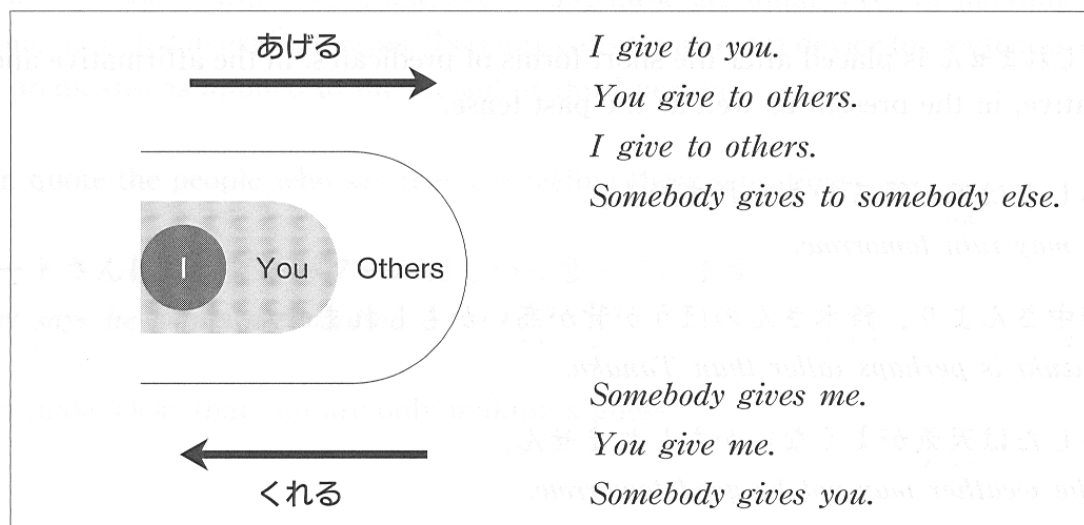 あげる
I give to you.
You give to others.
I give to others.
Somebody gives to somebody else.
I You Others
Somebody gives me.
You give me.
くれる
Somebody gives you.